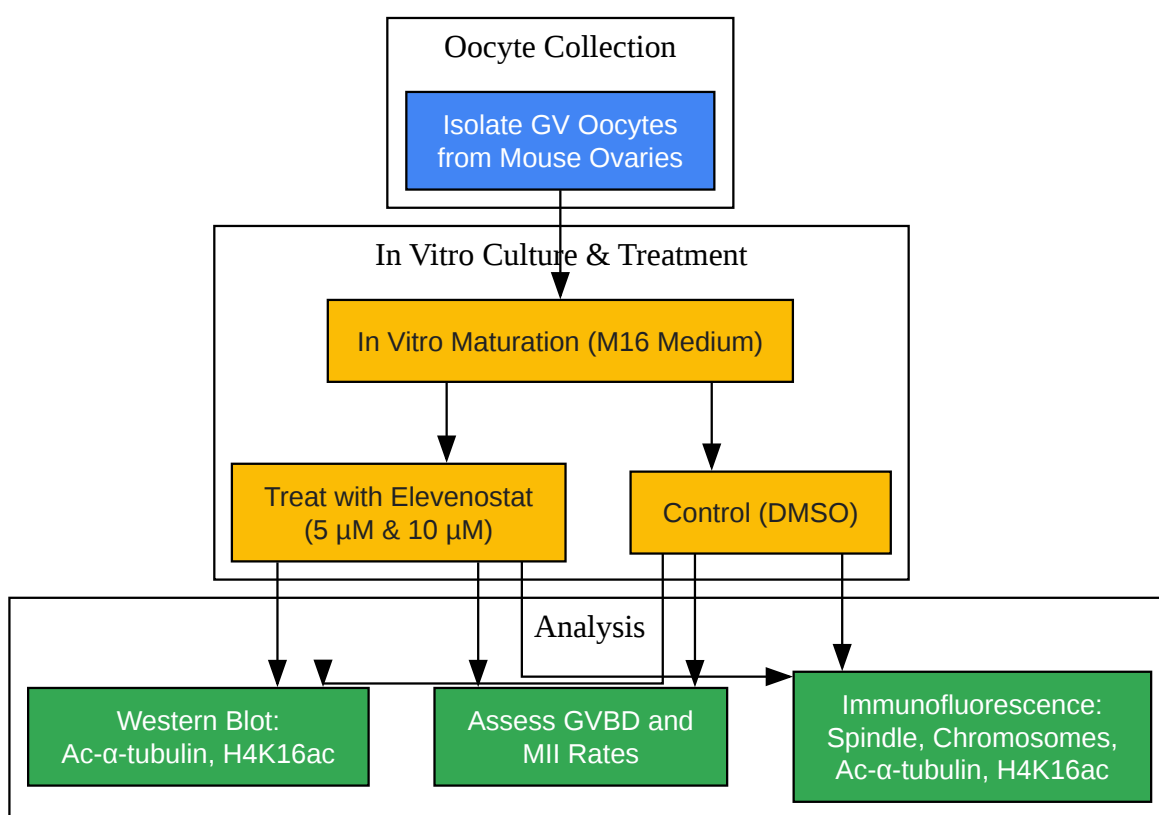 Oocyte Collection
Isolate GV Oocytes
from Mouse Ovaries
In Vitro Culture & Treatment
In Vitro Maturation (M16 Medium)
Treat with Elevenostat
(5 µM & 10 µM)
Control (DMSO)
Analysis
Western Blot:
Ac-α-tubulin, H4K16ac
Assess GVBD and
MII Rates
Immunofluorescence:
Spindle, Chromosomes,
Ac-α-tubulin, H4K16ac